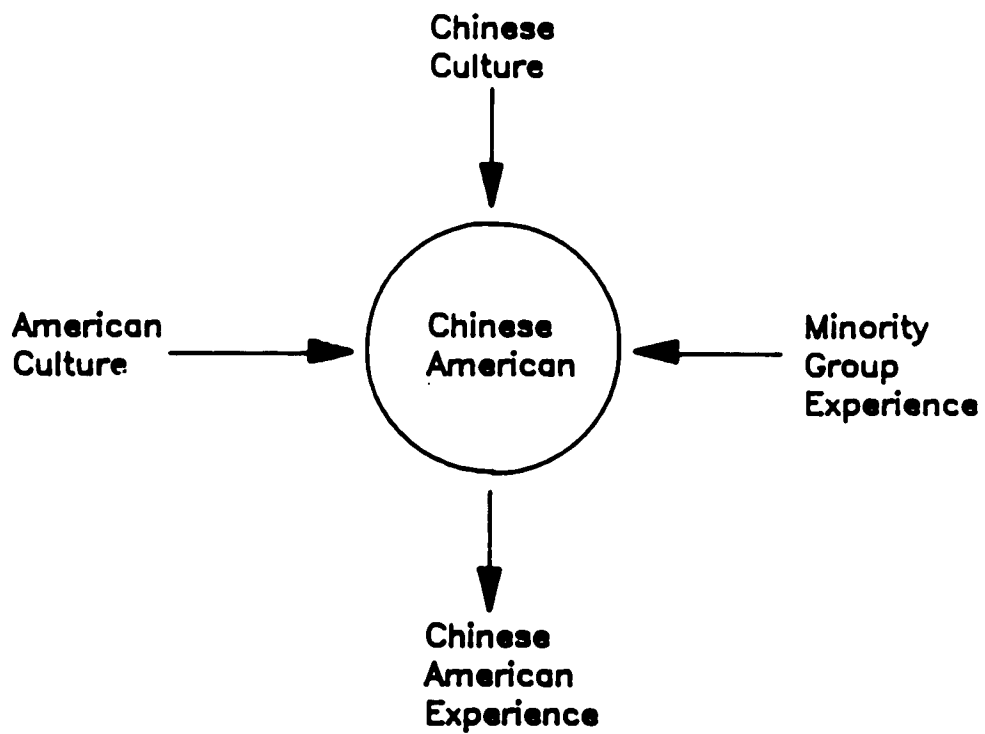 Chinese
Culture
American
Culture
Chinese
American
Minority
Group
Experience
Chinese
American
Experience